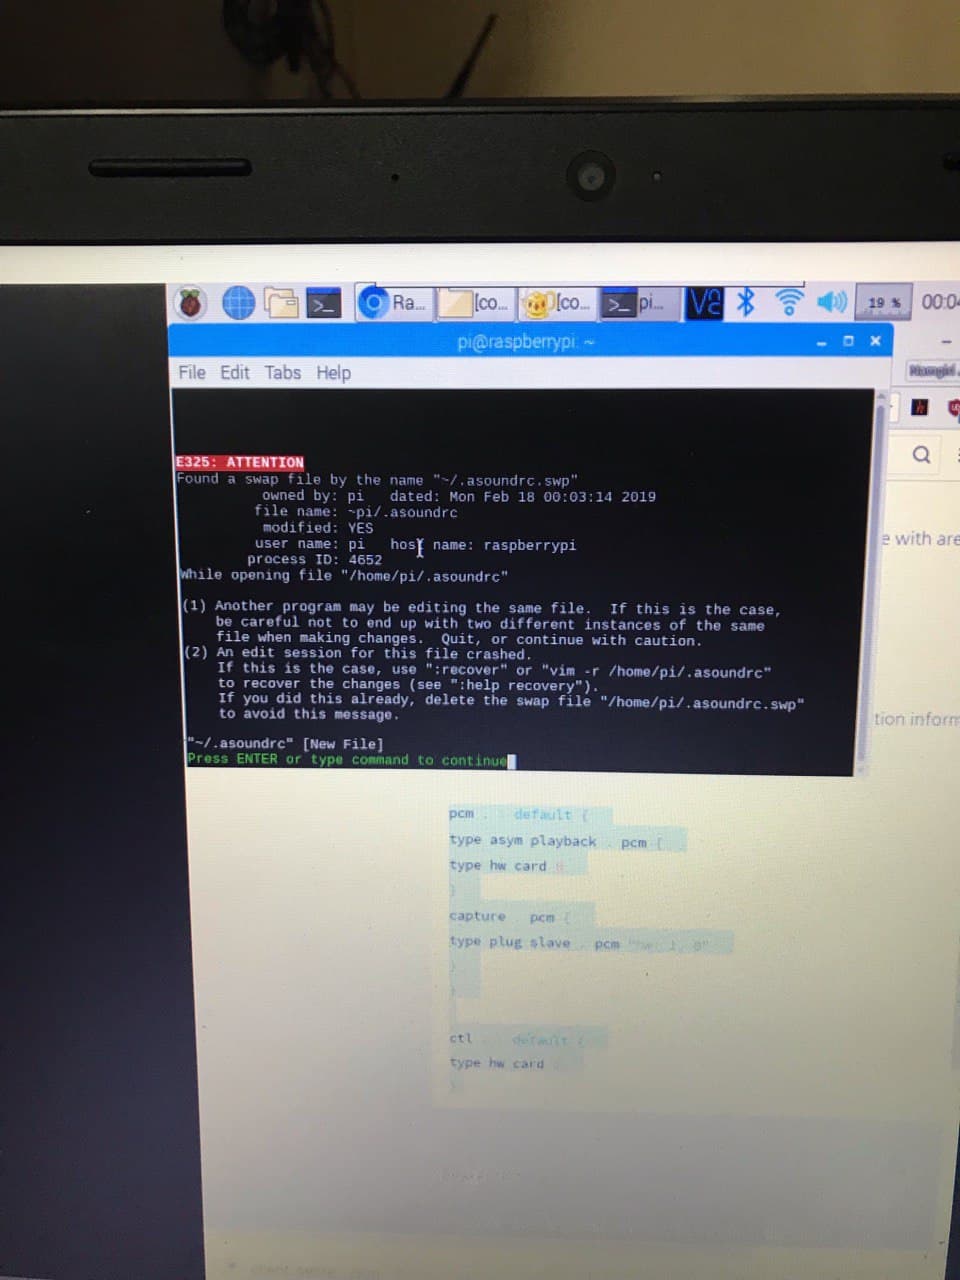 Ra... [co... [co... pi... 19 % 00:04
pi@raspberrypi: ~
File Edit Tabs Help
E325: ATTENTION
Found a swap file by the name "~/.asoundrc.swp"
owned by: pi dated: Mon Feb 18 00:03:14 2019
file name: ~pi/.asoundrc
modified: YES
user name: pi host name: raspberrypi
process ID: 4652
While opening file "/home/pi/.asoundrc"
(1) Another program may be editing the same file. If this is the case,
be careful not to end up with two different instances of the same
file when making changes. Quit, or continue with caution.
(2) An edit session for this file crashed.
If this is the case, use ":recover" or "vim -r /home/pi/.asoundrc"
to recover the changes (see ":help recovery").
If you did this already, delete the swap file "/home/pi/.asoundrc.swp"
to avoid this message.
"~/.asoundrc" [New File]
Press ENTER or type command to continue
e with are
tion inform
pcm . default {
type asym playback . pcm {
type hw card 0
}
capture pcm {
type plug slave . pcm "hw 1, 0"
}
}
ctl default {
type hw card
}